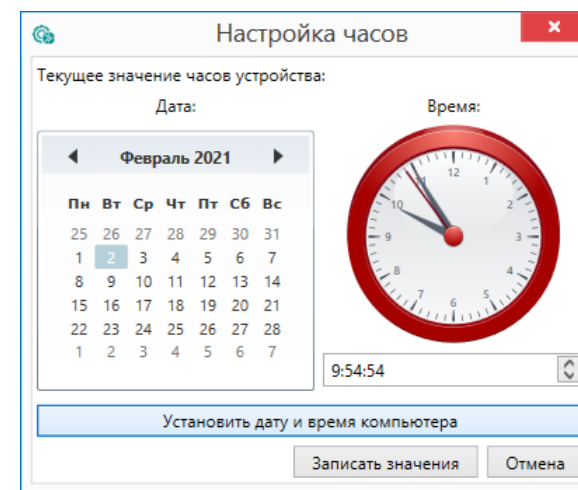 Настройка часов
Текущее значение часов устройства:
Дата:
Время:
Февраль 2021
Пн Вт Ср Чт Пт Сб Вс
25 26 27 28 29 30 31
1 2 3 4 5 6 7
8 9 10 11 12 13 14
15 16 17 18 19 20 21
22 23 24 25 26 27 28
1 2 3 4 5 6 7
12
11 1
10 2
9 3
8 4
7 5
6
9:54:54
Установить дату и время компьютера
Записать значения
Отмена